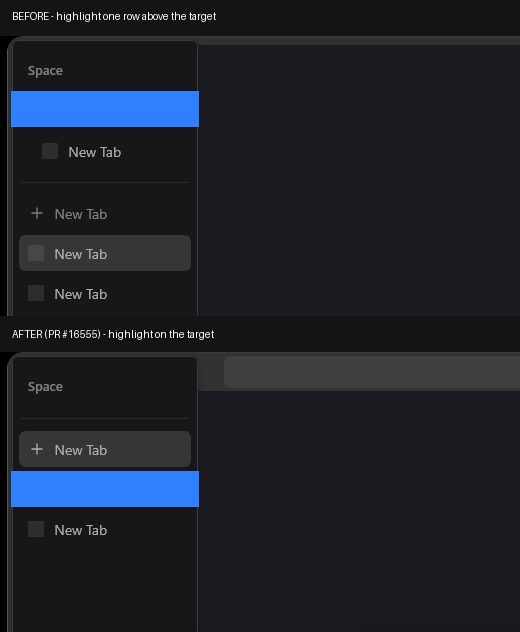 BEFORE - highlight one row above the target
Space
New Tab
+ New Tab
New Tab
New Tab
AFTER (PR #16555) - highlight on the target
Space
+ New Tab
New Tab